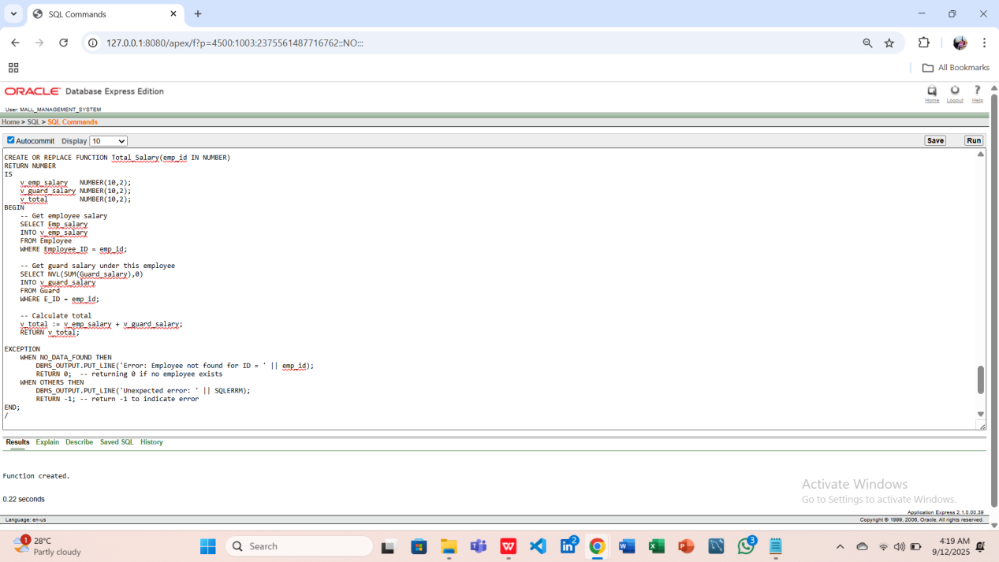 SQL Commands
127.0.0.1:8080/apex/f?p=4500:1003:2375561487716762::NO:::
All Bookmarks
ORACLE Database Express Edition
Home Logout Help
User: MALL_MANAGEMENT_SYSTEM
Home > SQL > SQL Commands
Autocommit Display 10 Save Run
CREATE OR REPLACE FUNCTION Total_Salary(emp_id IN NUMBER)
RETURN NUMBER
IS
    v_emp_salary   NUMBER(10,2);
    v_guard_salary NUMBER(10,2);
    v_total        NUMBER(10,2);
BEGIN
    -- Get employee salary
    SELECT Emp_salary
    INTO v_emp_salary
    FROM Employee
    WHERE Employee_ID = emp_id;
    -- Get guard salary under this employee
    SELECT NVL(SUM(Guard_salary),0)
    INTO v_guard_salary
    FROM Guard
    WHERE E_ID = emp_id;
    -- Calculate total
    v_total := v_emp_salary + v_guard_salary;
    RETURN v_total;
EXCEPTION
    WHEN NO_DATA_FOUND THEN
        DBMS_OUTPUT.PUT_LINE('Error: Employee not found for ID = ' || emp_id);
        RETURN 0;  -- returning 0 if no employee exists
    WHEN OTHERS THEN
        DBMS_OUTPUT.PUT_LINE('Unexpected error: ' || SQLERRM);
        RETURN -1; -- return -1 to indicate error
END;
/
Results Explain Describe Saved SQL History
Function created.
0.22 seconds
Activate Windows
Go to Settings to activate Windows.
Application Express 2.1.0.00.39
Language: en-us Copyright © 1999, 2006, Oracle. All rights reserved.
1 28°C
Partly cloudy
Search
2
3
4:19 AM
9/12/2025